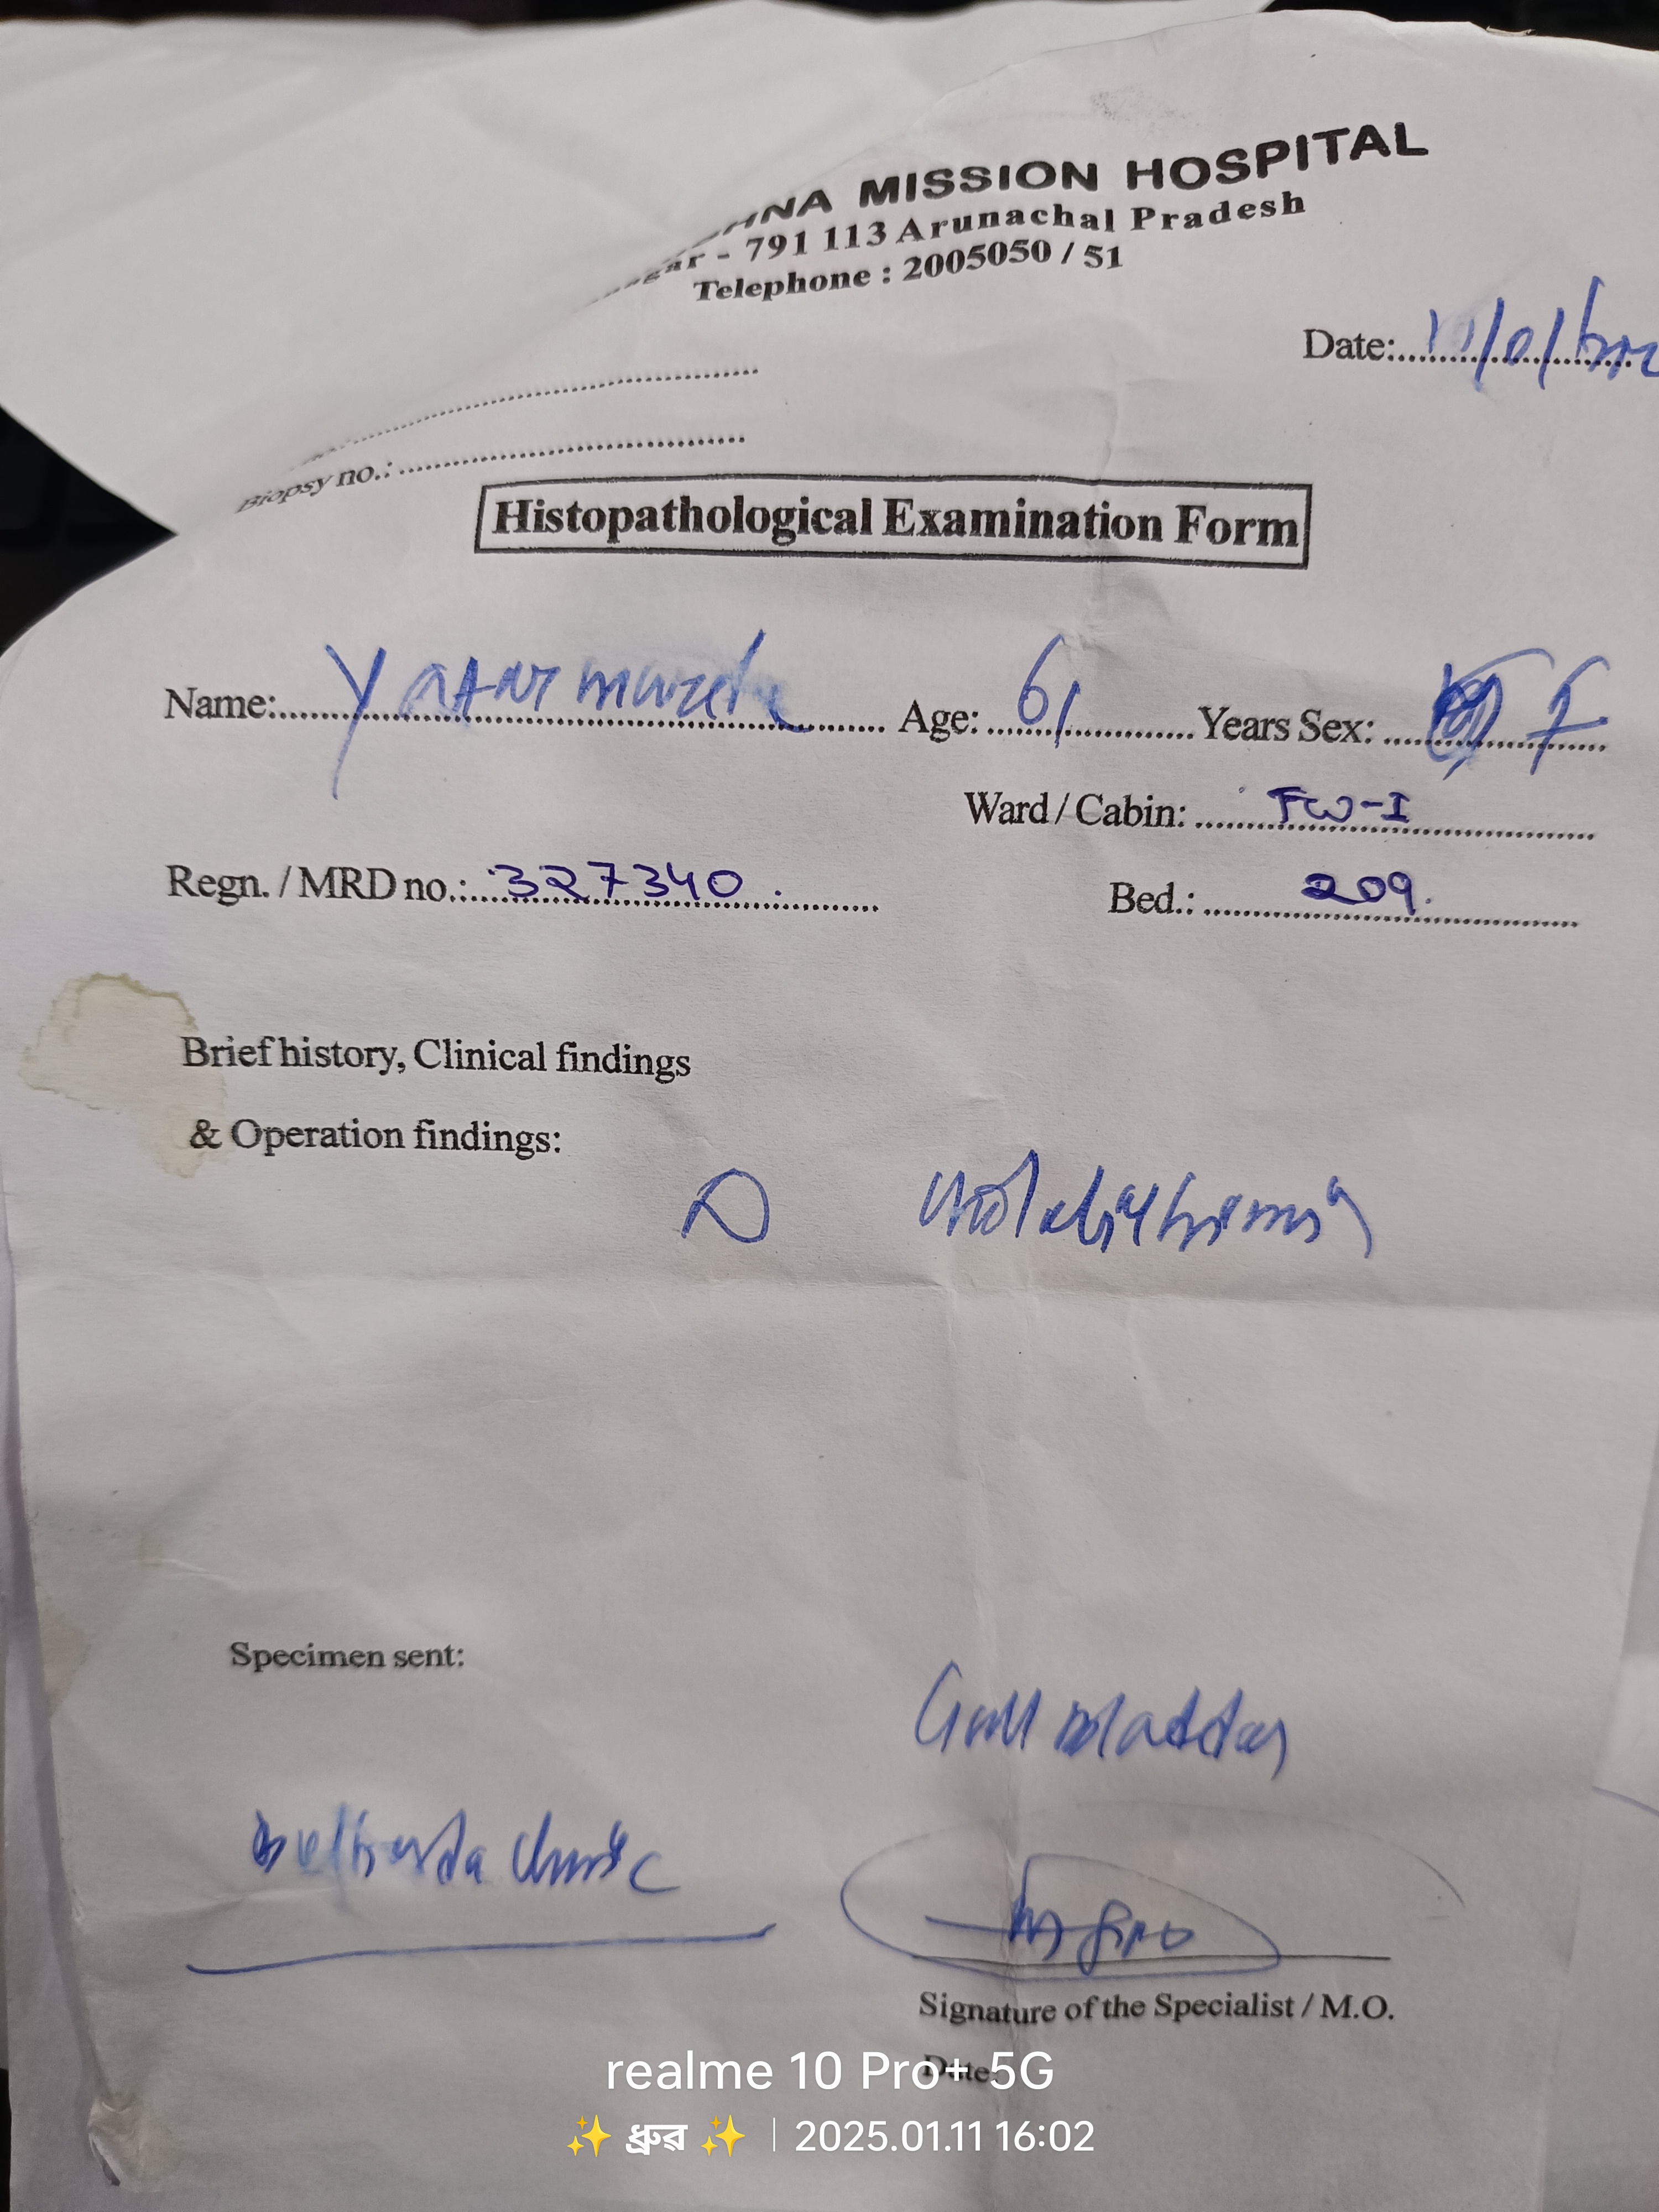 MISSION HOSPITAL
- 791 113 Arunachal Pradesh
Telephone : 2005050 / 51
Date:
Biopsy no.:
Histopathological Examination Form
Name: Age: 61 Years Sex: F
Ward / Cabin: FW-I
Regn. / MRD no.: 327340. Bed.: 209.
Brief history, Clinical findings
& Operation findings:
Specimen sent:
Gall Bladder
Signature of the Specialist / M.O.
Date:
realme 10 Pro+ 5G
✨ ধ্ৰুৱ ✨ | 2025.01.11 16:02